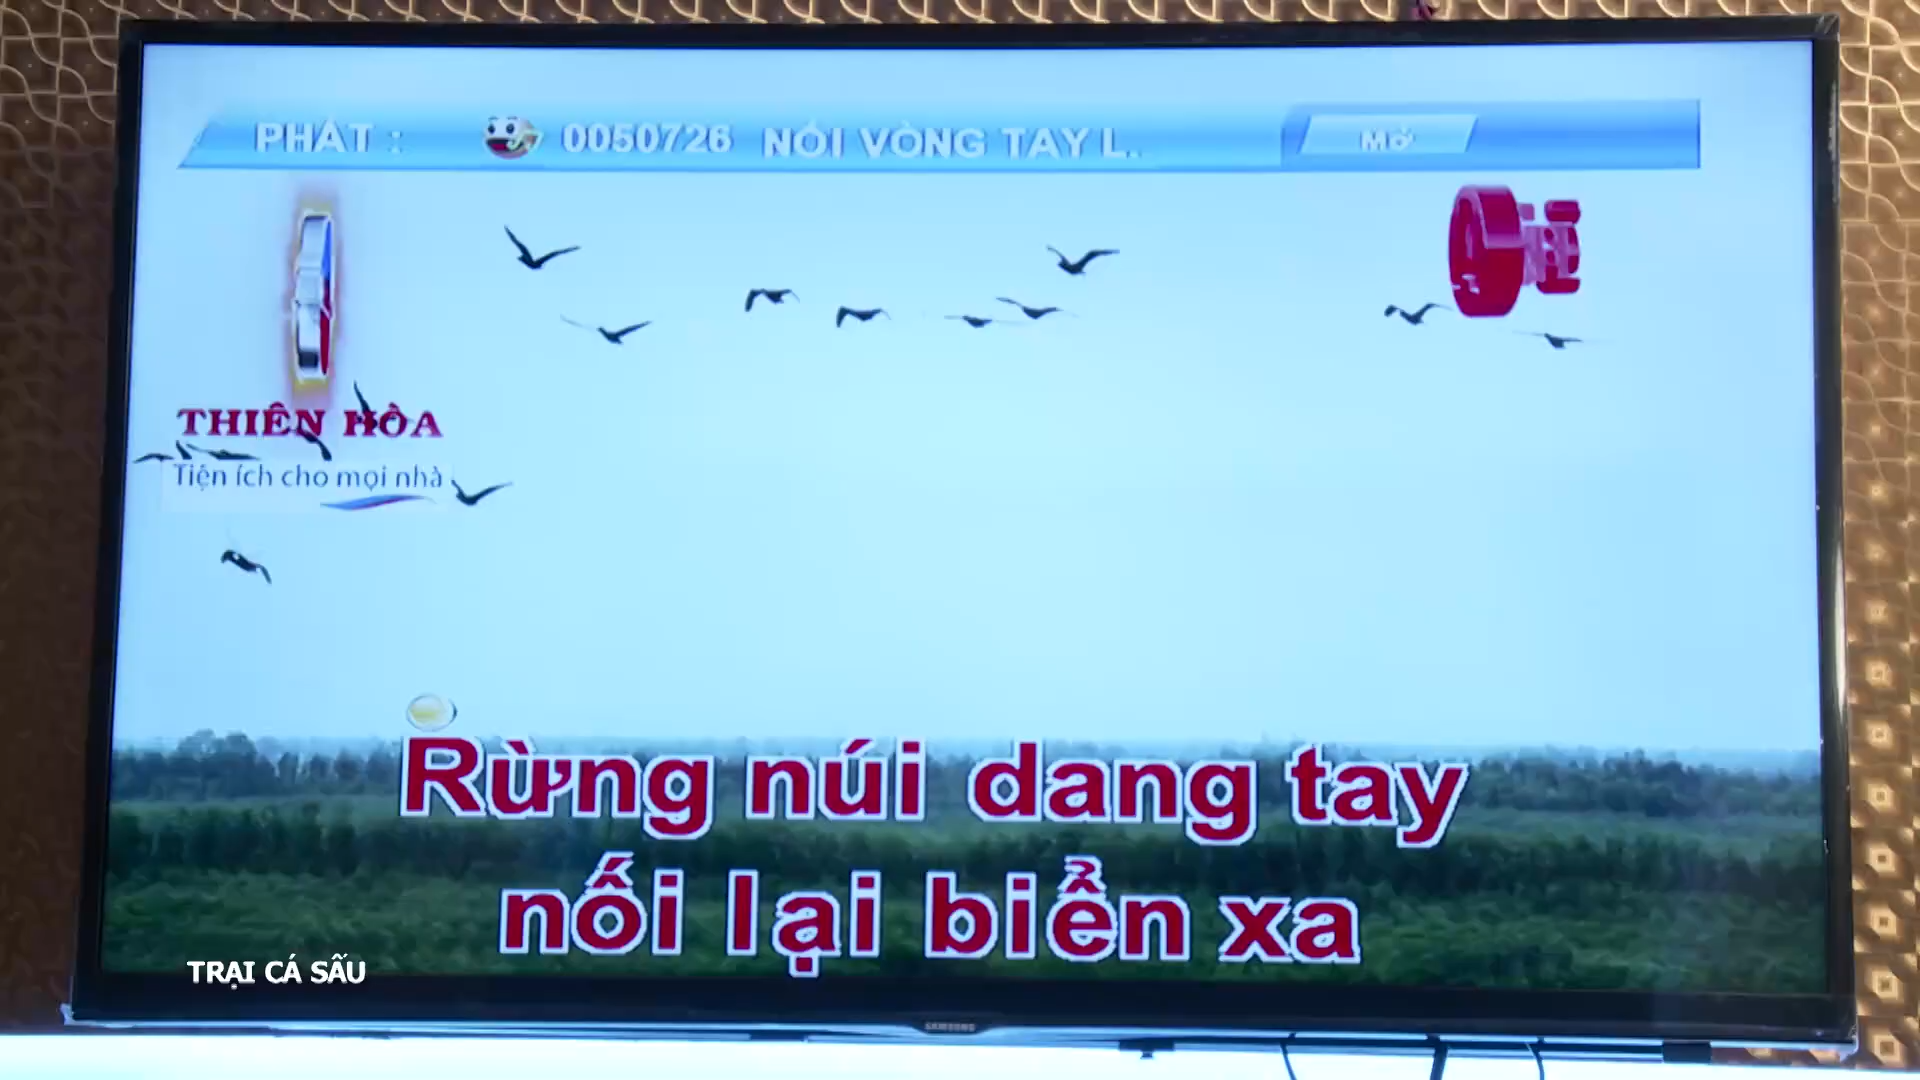 PHÁT : 0050726 NỐI VÒNG TAY L. Mở
THIÊN HÒA
Tiện ích cho mọi nhà
Rừng núi dang tay
nối lại biển xa
TRẠI CÁ SẤU
SAMSUNG